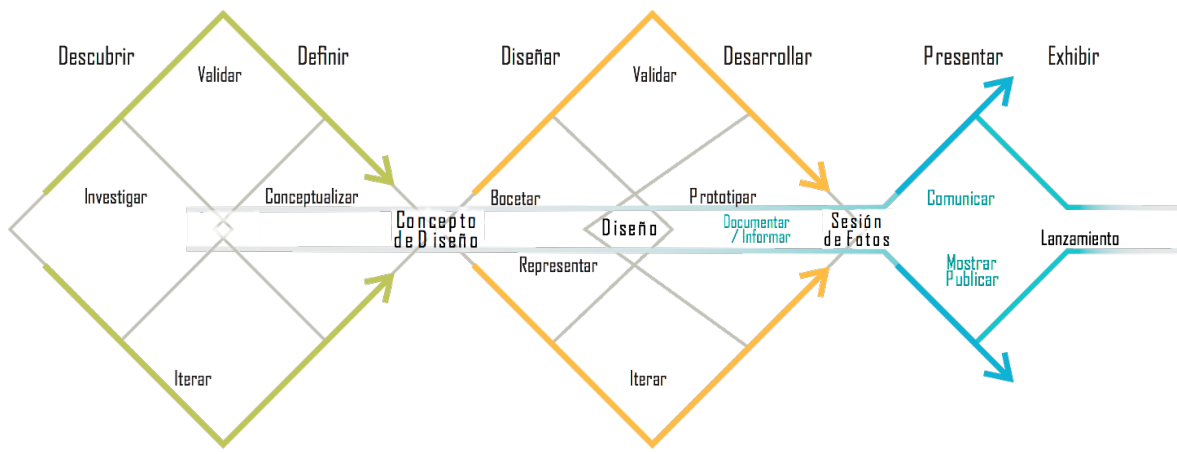 Descubrir
Definir
Diseñar
Desarrollar
Presentar
Exhibir
Validar
Validar
Investigar
Conceptualizar
Bocetar
Prototipar
Comunicar
Concepto
de Diseño
Diseño
Documentar
/ Informar
Sesión
de Fotos
Lanzamiento
Representar
Mostrar
Publicar
Iterar
Iterar